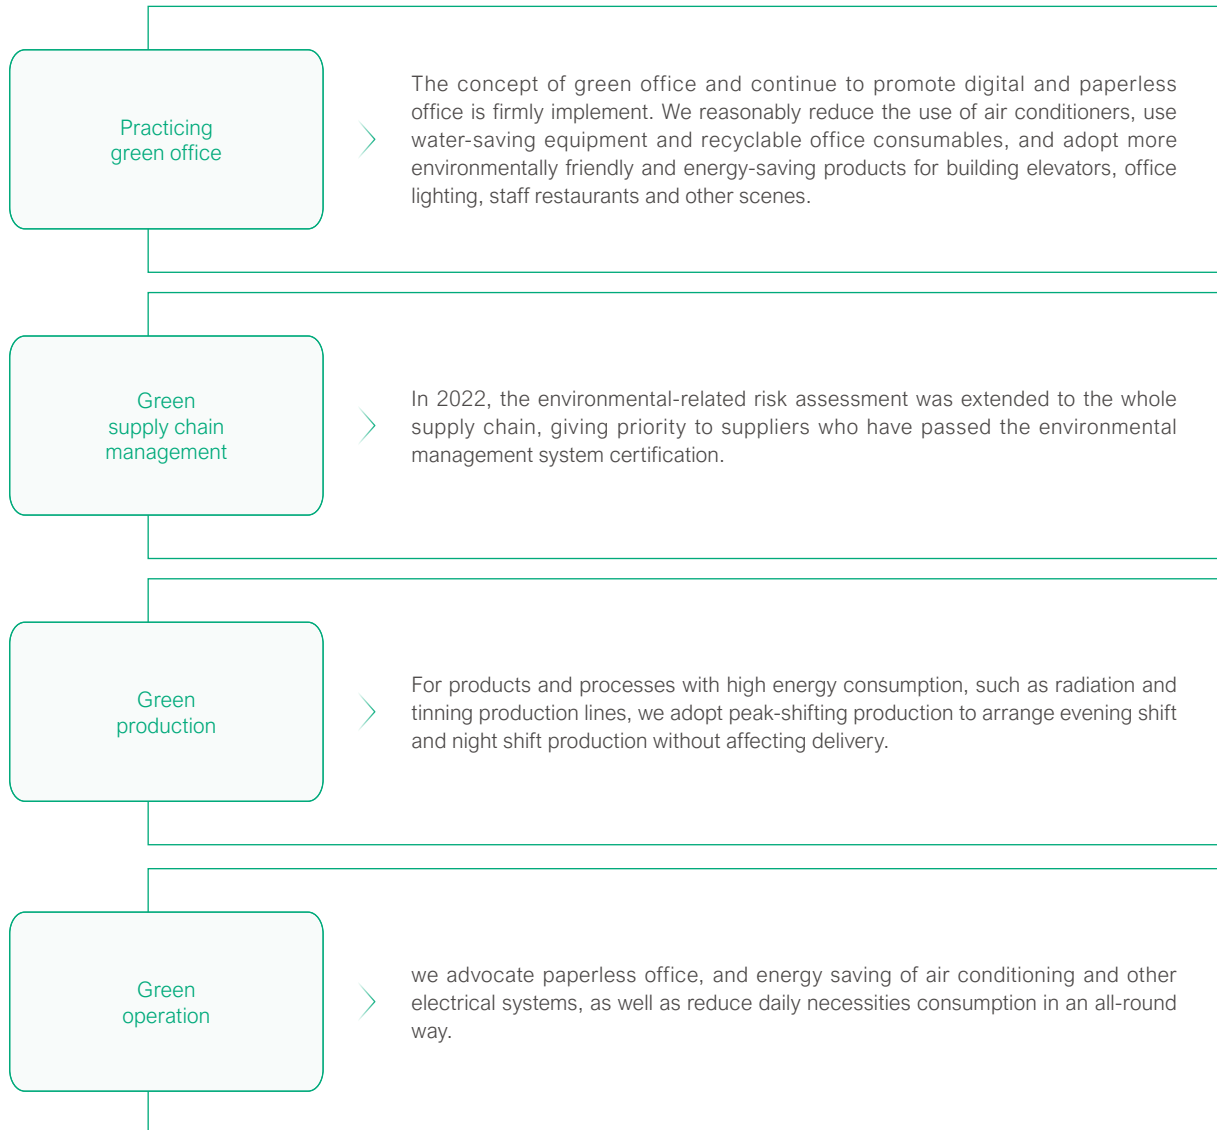 Practicing
green office
The concept of green office and continue to promote digital and paperless
office is firmly implement. We reasonably reduce the use of air conditioners, use
water-saving equipment and recyclable office consumables, and adopt more
environmentally friendly and energy-saving products for building elevators, office
lighting, staff restaurants and other scenes.
Green
supply chain
management
In 2022, the environmental-related risk assessment was extended to the whole
supply chain, giving priority to suppliers who have passed the environmental
management system certification.
Green
production
For products and processes with high energy consumption, such as radiation and
tinning production lines, we adopt peak-shifting production to arrange evening shift
and night shift production without affecting delivery.
Green
operation
we advocate paperless office, and energy saving of air conditioning and other
electrical systems, as well as reduce daily necessities consumption in an all-round
way.